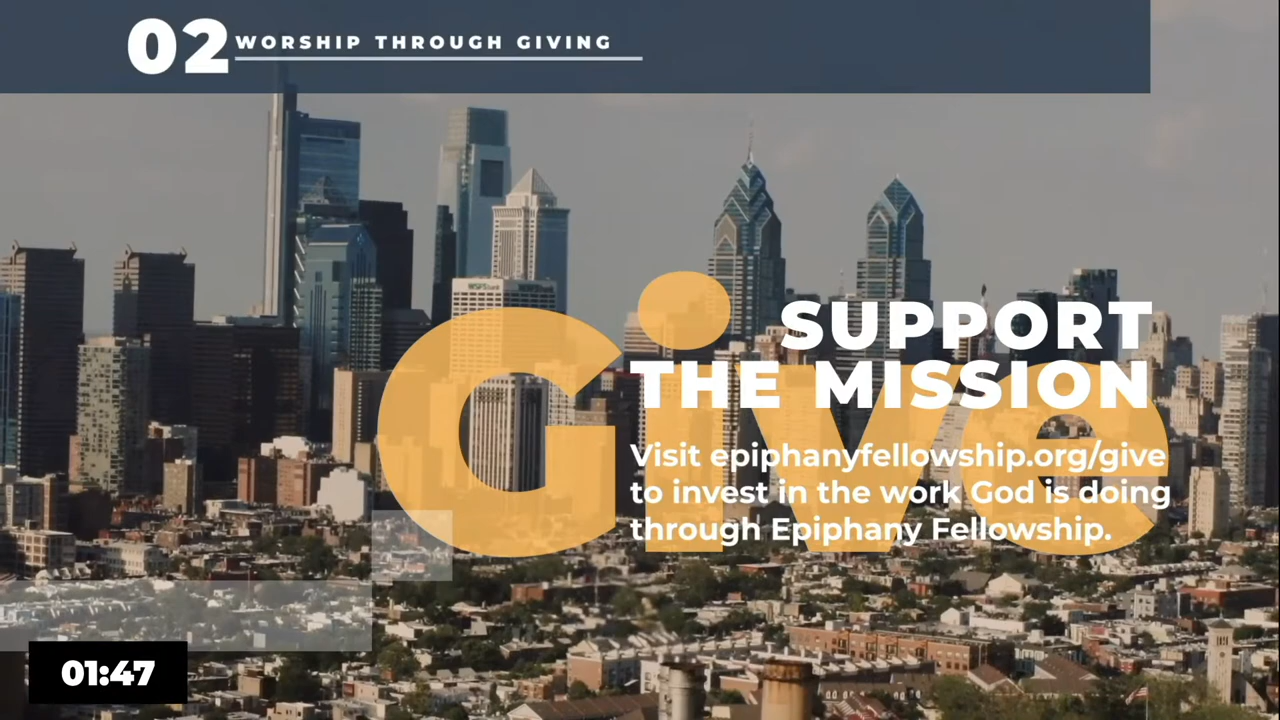 02 WORSHIP THROUGH GIVING
Give
SUPPORT
THE MISSION
Visit epiphanyfellowship.org/give
to invest in the work God is doing
through Epiphany Fellowship.
01:47